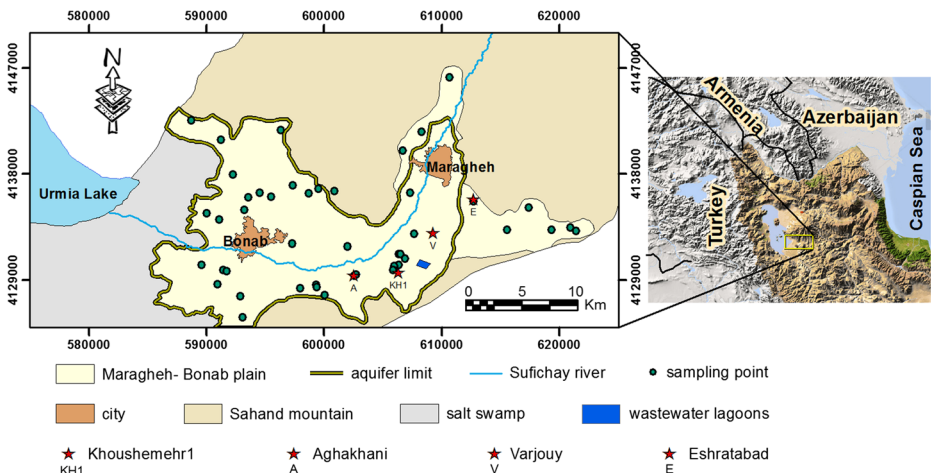 580000 590000 600000 610000 620000
N
4147000
4147000
4138000
4138000
4129000
4129000
Urmia Lake
Maragheh
Bonab
E
V
A
KH1
0 5 10
Km
580000 590000 600000 610000 620000
Armenia
Azerbaijan
Turkey
Caspian Sea
Maragheh- Bonab plain
aquifer limit
Sufichay river
sampling point
city
Sahand mountain
salt swamp
wastewater lagoons
Khoushemehr1
KH1
Aghakhani
A
Varjouy
V
Eshratabad
E